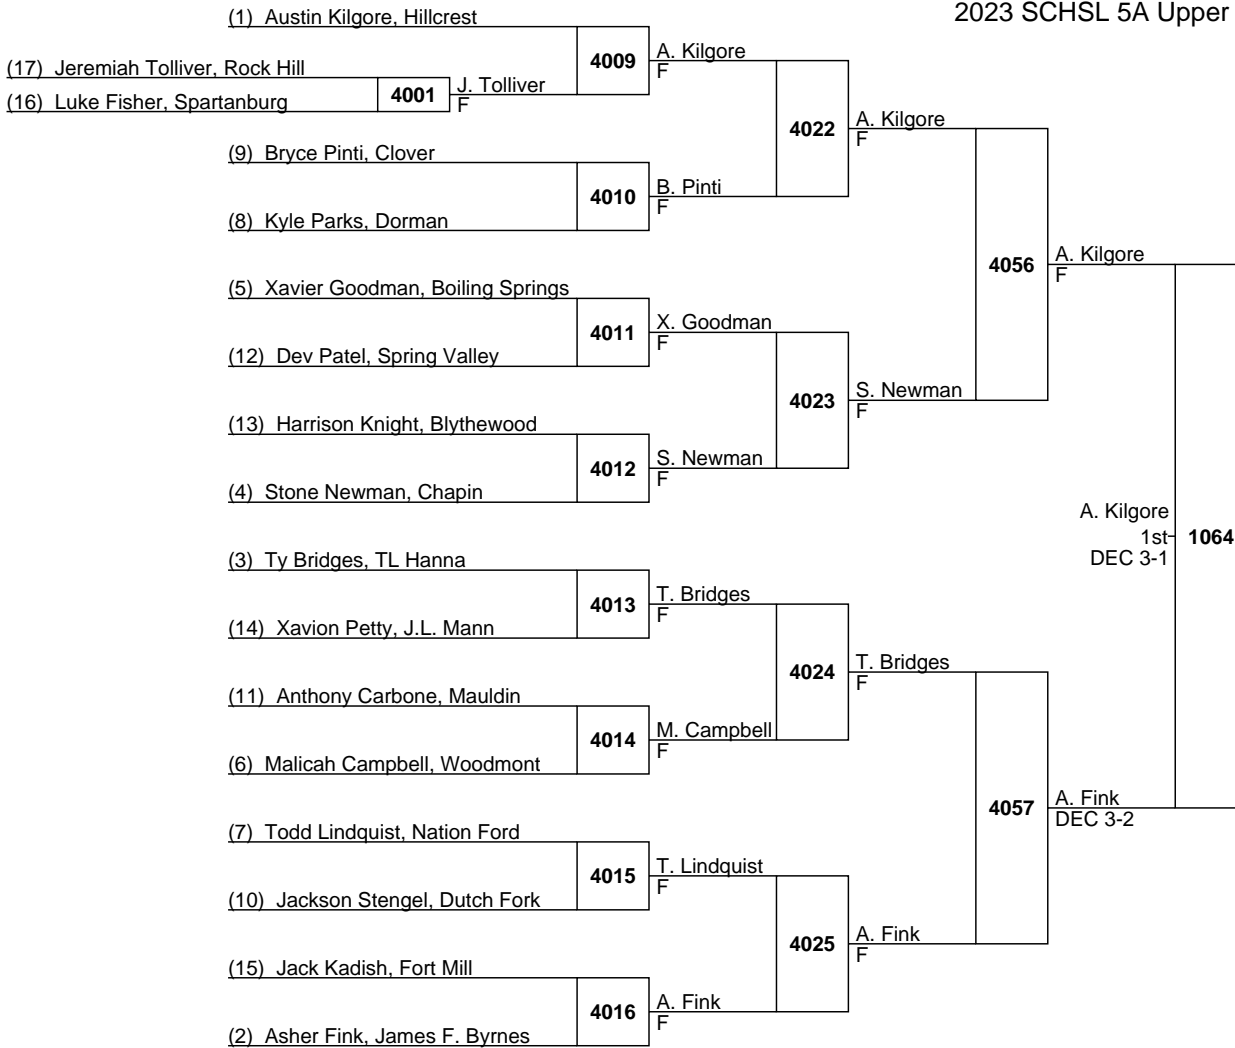 2023 SCHSL 5A Upper
(1) Austin Kilgore, Hillcrest
4009
A. Kilgore
F
(17) Jeremiah Tolliver, Rock Hill
4001
J. Tolliver
F
(16) Luke Fisher, Spartanburg
4022
A. Kilgore
F
(9) Bryce Pinti, Clover
4010
B. Pinti
F
(8) Kyle Parks, Dorman
4056
A. Kilgore
F
(5) Xavier Goodman, Boiling Springs
4011
X. Goodman
F
(12) Dev Patel, Spring Valley
4023
S. Newman
F
(13) Harrison Knight, Blythewood
4012
S. Newman
F
(4) Stone Newman, Chapin
A. Kilgore
1st
DEC 3-1
1064
(3) Ty Bridges, TL Hanna
4013
T. Bridges
F
(14) Xavion Petty, J.L. Mann
4024
T. Bridges
F
(11) Anthony Carbone, Mauldin
4014
M. Campbell
F
(6) Malicah Campbell, Woodmont
4057
A. Fink
DEC 3-2
(7) Todd Lindquist, Nation Ford
4015
T. Lindquist
F
(10) Jackson Stengel, Dutch Fork
4025
A. Fink
F
(15) Jack Kadish, Fort Mill
4016
A. Fink
F
(2) Asher Fink, James F. Byrnes